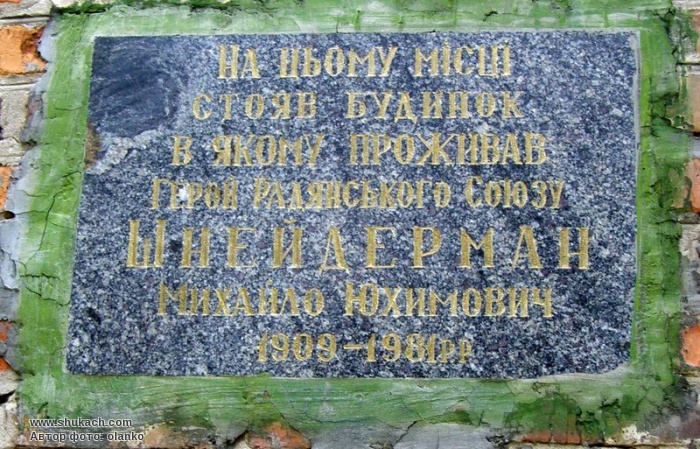 На цьому місці
стояв будинок
в якому проживав
Герой Радянського Союзу
Шнейдерман
Михайло Юхимович
1909-1981рр
www.shukach.com
Автор фото: olanko